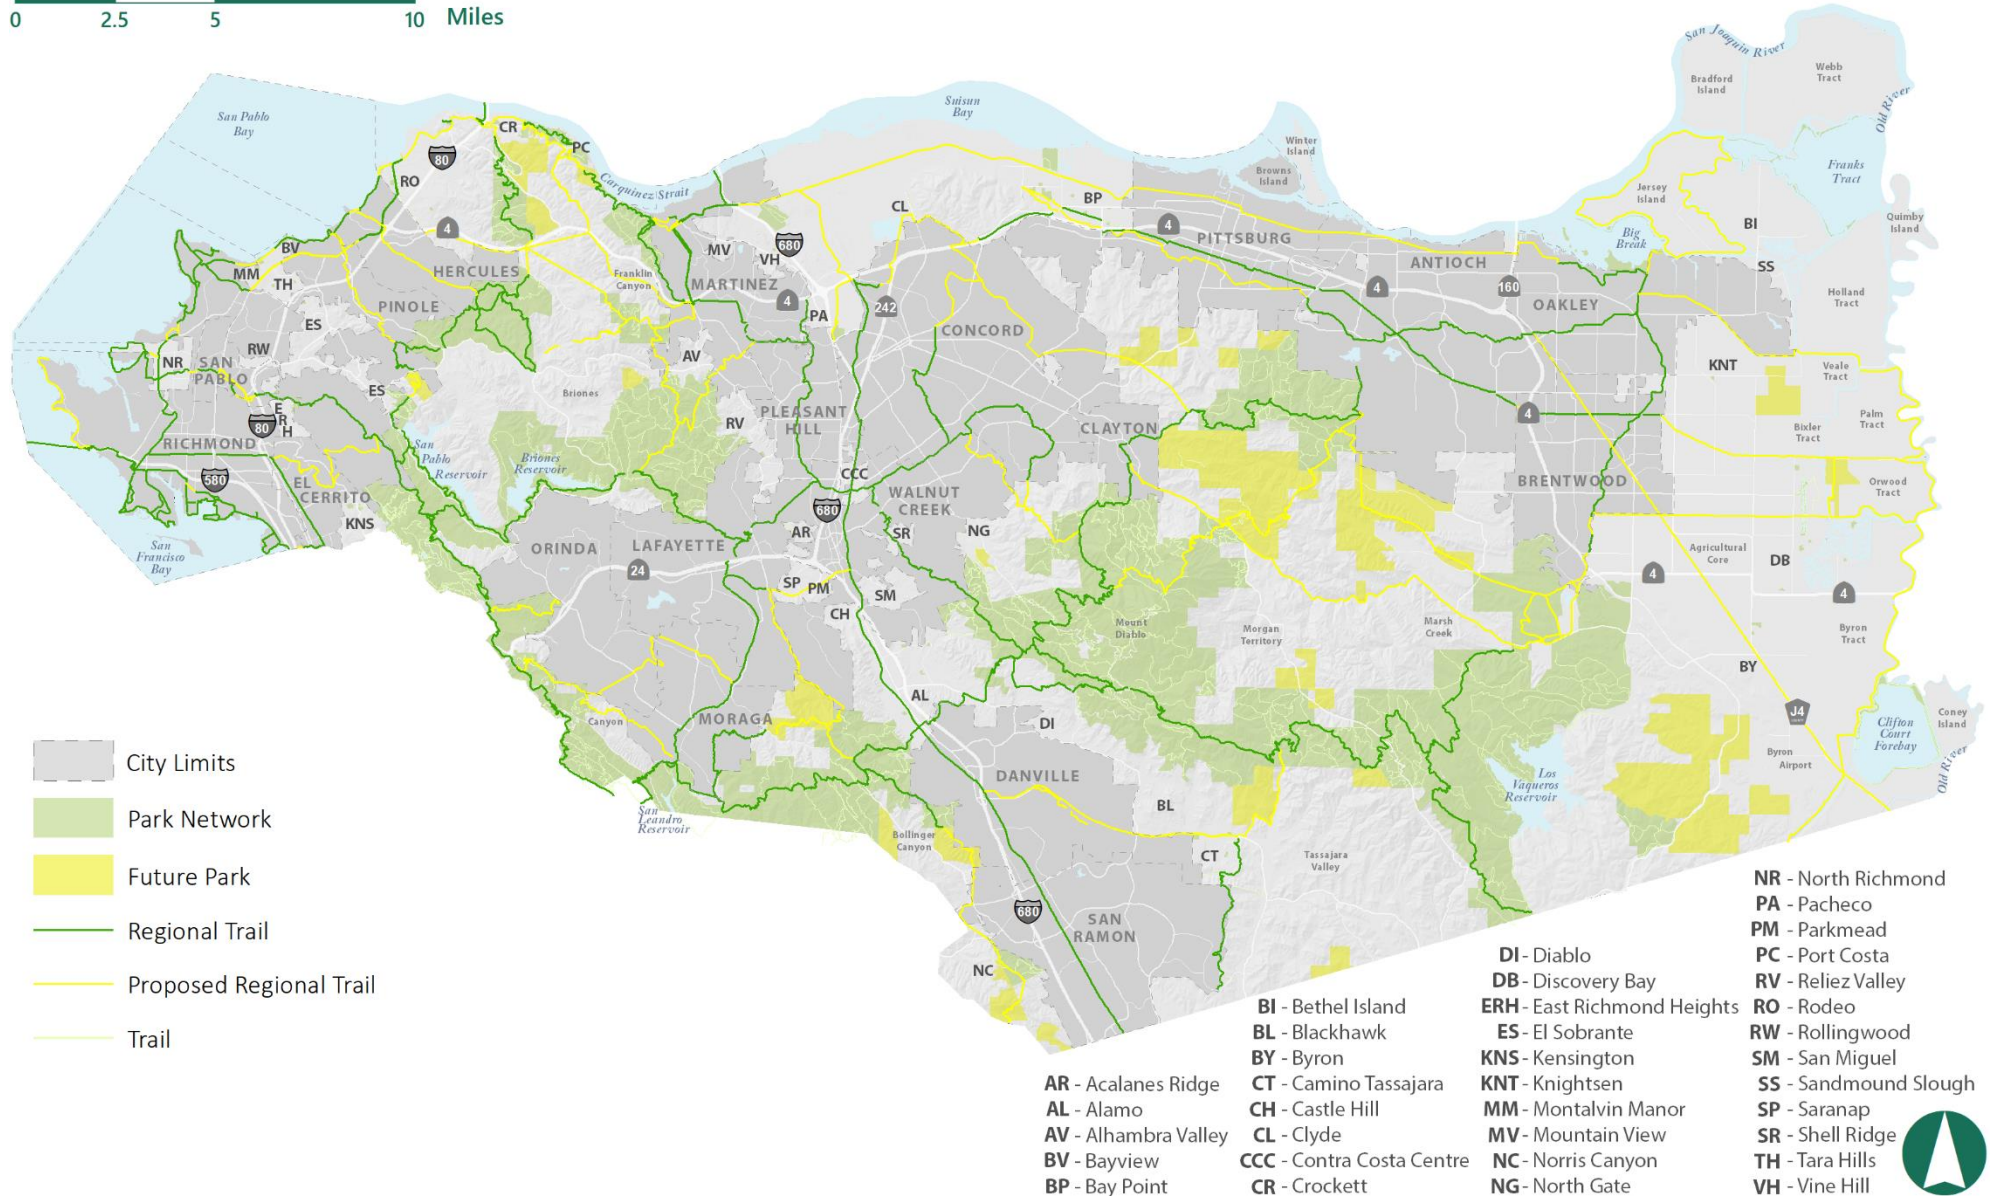 0 2.5 5 10 Miles
San Joaquin River
Webb
Tract
Bradford
Island
Old River
San Pablo
Bay
Suisun
Bay
CR
PC
80
RO
Carquinez Strait
Winter
Island
Browns
Island
Franks
Tract
Jersey
Island
BP
CL
Quimby
Island
BI
4
4
PITTSBURG
Big
Break
BV
MV
680
VH
MM
TH
HERCULES
Franklin
Canyon
MARTINEZ
4
ANTIOCH
SS
4
160
OAKLEY
Holland
Tract
PINOLE
242
PA
CONCORD
ES
RW
NR
SAN
PABLO
AV
KNT
Veale
Tract
ES
Briones
E
R
H
80
PLEASANT
HILL
RV
CLAYTON
4
Palm
Tract
Bixler
Tract
RICHMOND
San
Pablo
Reservoir
Briones
Reservoir
580
EL
CERRITO
CCC
WALNUT
CREEK
680
BRENTWOOD
Orwood
Tract
KNS
San
Francisco
Bay
ORINDA
LAFAYETTE
AR
SR
NG
24
SP
PM
SM
CH
Agricultural
Core
DB
4
4
Mount
Diablo
Morgan
Territory
Marsh
Creek
Byron
Tract
BY
AL
DI
Canyon
MORAGA
J4
Clifton
Court
Forebay
Coney
Island
Byron
Airport
Old River
DANVILLE
BL
Los
Vaqueros
Reservoir
San
Leandro
Reservoir
Bollinger
Canyon
CT
Tassajara
Valley
680
SAN
RAMON
NC
City Limits
Park Network
Future Park
Regional Trail
Proposed Regional Trail
Trail
AR - Acalanes Ridge
AL - Alamo
AV - Alhambra Valley
BV - Bayview
BP - Bay Point
BI - Bethel Island
BL - Blackhawk
BY - Byron
CT - Camino Tassajara
CH - Castle Hill
CL - Clyde
CCC - Contra Costa Centre
CR - Crockett
DI - Diablo
DB - Discovery Bay
ERH - East Richmond Heights
ES - El Sobrante
KNS - Kensington
KNT - Knightsen
MM - Montalvin Manor
MV - Mountain View
NC - Norris Canyon
NG - North Gate
NR - North Richmond
PA - Pacheco
PM - Parkmead
PC - Port Costa
RV - Reliez Valley
RO - Rodeo
RW - Rollingwood
SM - San Miguel
SS - Sandmound Slough
SP - Saranap
SR - Shell Ridge
TH - Tara Hills
VH - Vine Hill